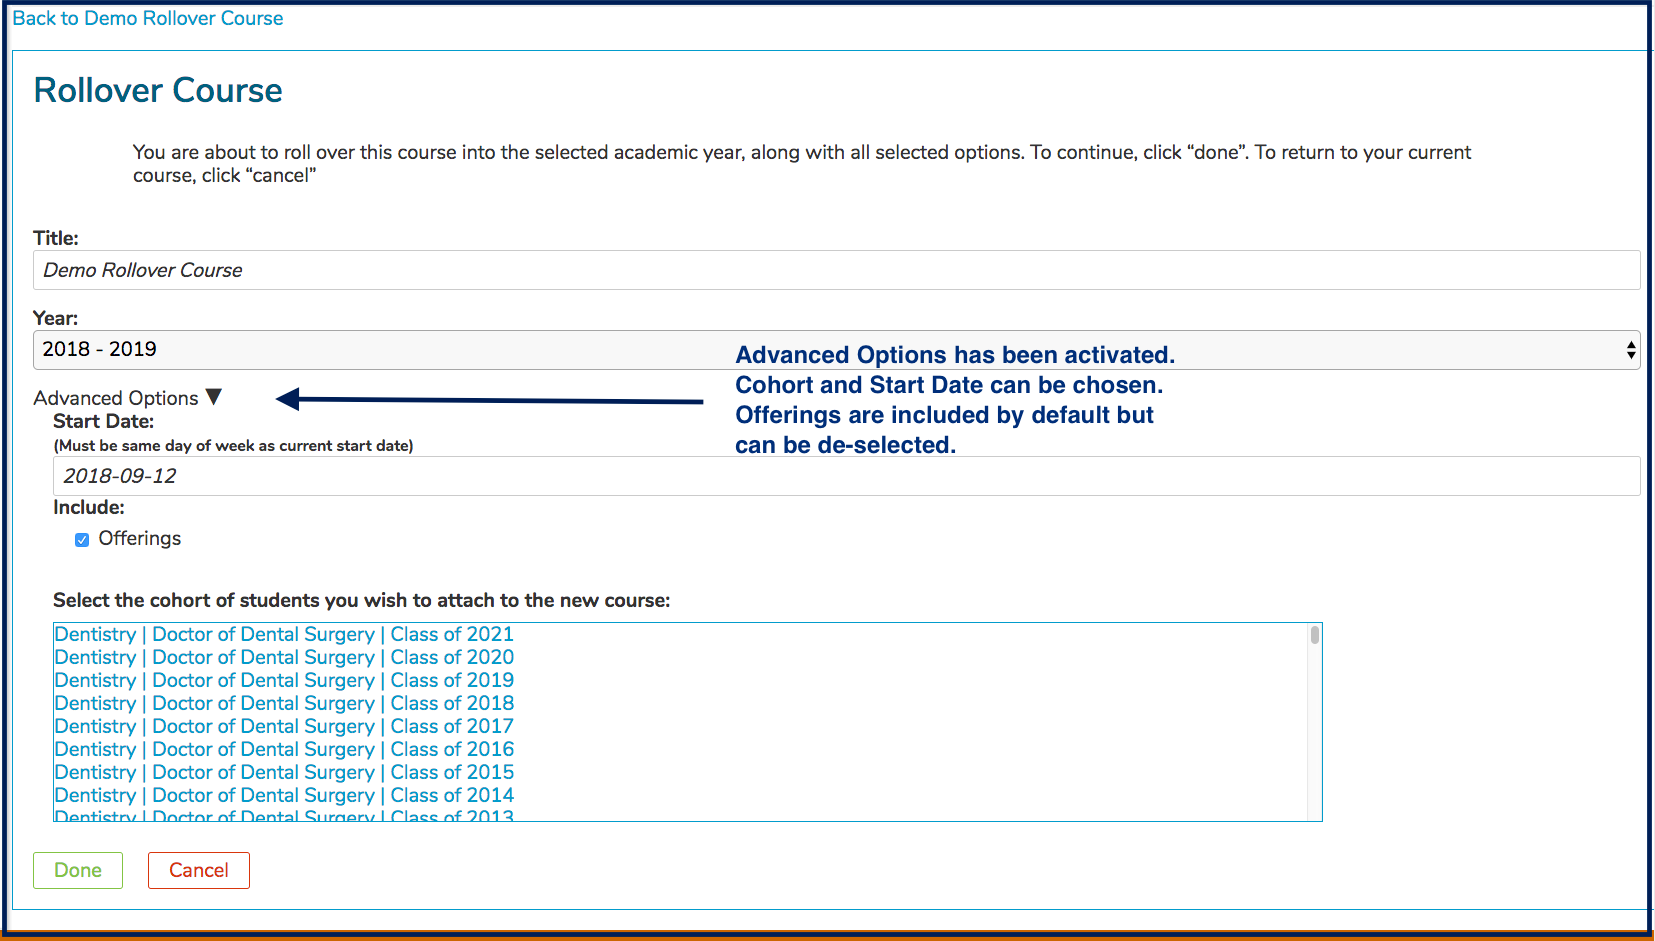 Back to Demo Rollover Course
Rollover Course
You are about to roll over this course into the selected academic year, along with all selected options. To continue, click “done”. To return to your current
course, click “cancel”
Title:
Demo Rollover Course
Year:
2018 - 2019
Advanced Options has been activated.
Cohort and Start Date can be chosen.
Offerings are included by default but
can be de-selected.
Advanced Options ▼
Start Date:
(Must be same day of week as current start date)
2018-09-12
Include:
Offerings
Select the cohort of students you wish to attach to the new course:
Dentistry | Doctor of Dental Surgery | Class of 2021
Dentistry | Doctor of Dental Surgery | Class of 2020
Dentistry | Doctor of Dental Surgery | Class of 2019
Dentistry | Doctor of Dental Surgery | Class of 2018
Dentistry | Doctor of Dental Surgery | Class of 2017
Dentistry | Doctor of Dental Surgery | Class of 2016
Dentistry | Doctor of Dental Surgery | Class of 2015
Dentistry | Doctor of Dental Surgery | Class of 2014
Dentistry | Doctor of Dental Surgery | Class of 2013
Done
Cancel